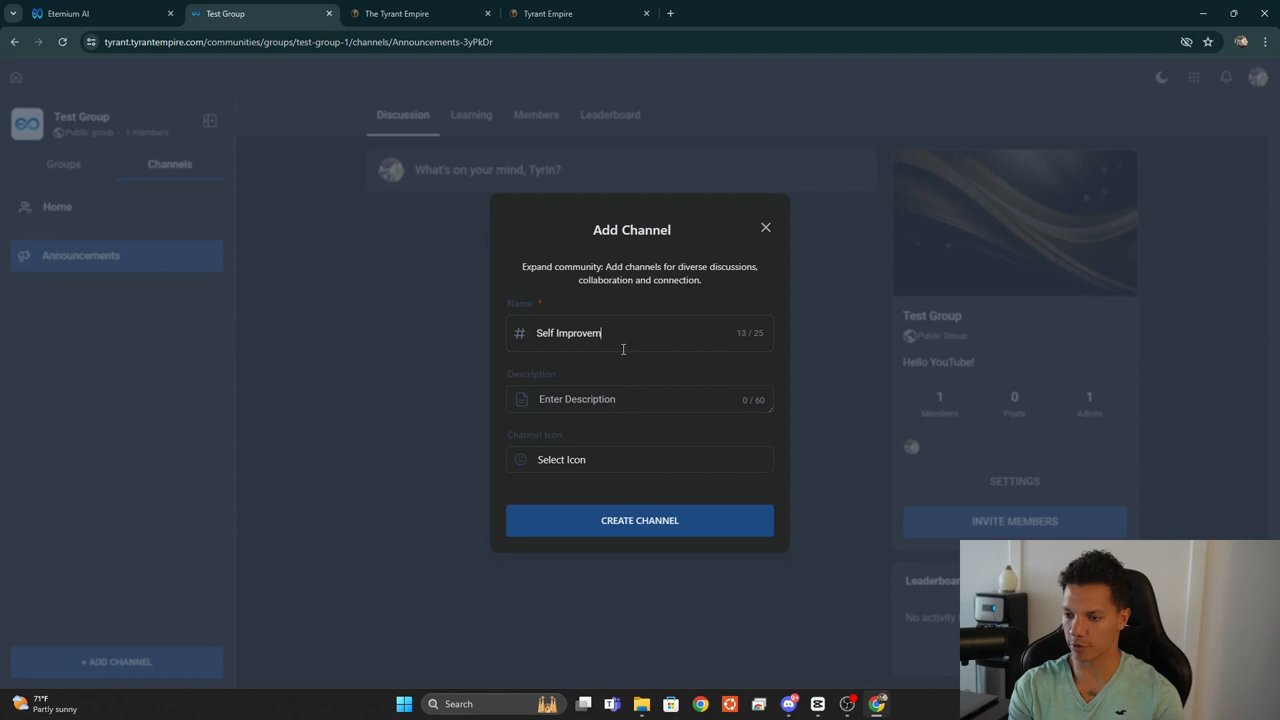 Eternium AI
Test Group
The Tyrant Empire
Tyrant Empire
tyrant.tyrantempire.com/communities/groups/test-group-1/channels/Announcements-3yPkDr
Test Group
Public group - 1 members
Discussion
Learning
Members
Leaderboard
Groups
Channels
What's on your mind, Tyrin?
Home
Announcements
Add Channel
Expand community: Add channels for diverse discussions,
collaboration and connection.
Name *
Self Improvem
13 / 25
Description
Enter Description
0 / 60
Channel Icon
Select Icon
CREATE CHANNEL
Test Group
Public Group
Hello YouTube!
1
0
1
Members
Posts
Admin
SETTINGS
INVITE MEMBERS
No activity
+ ADD CHANNEL
71°F
Partly sunny
Search